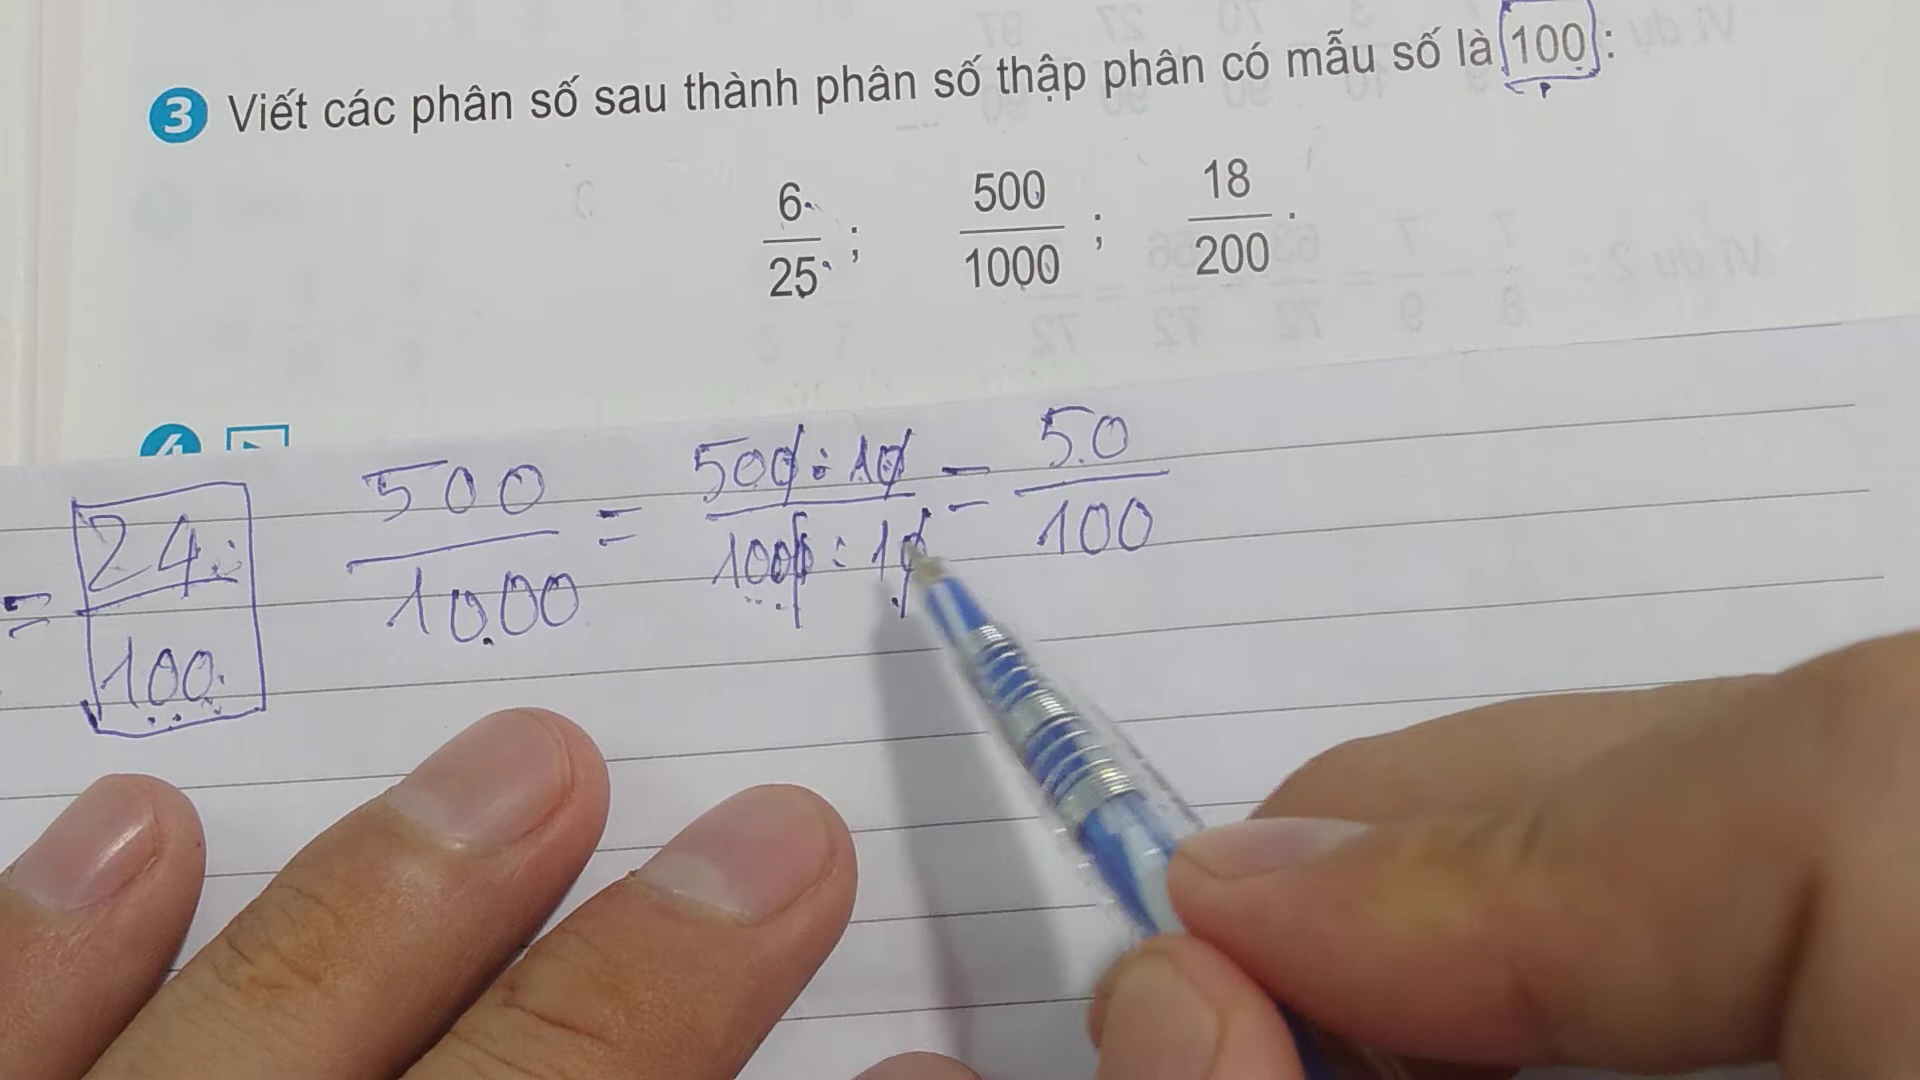 3 Viết các phân số sau thành phân số thập phân có mẫu số là 100 :
6/25 ; 500/1000 ; 18/200 .
4
= 24/100 500/1000 = 500 : 10/1000 : 10 = 50/100